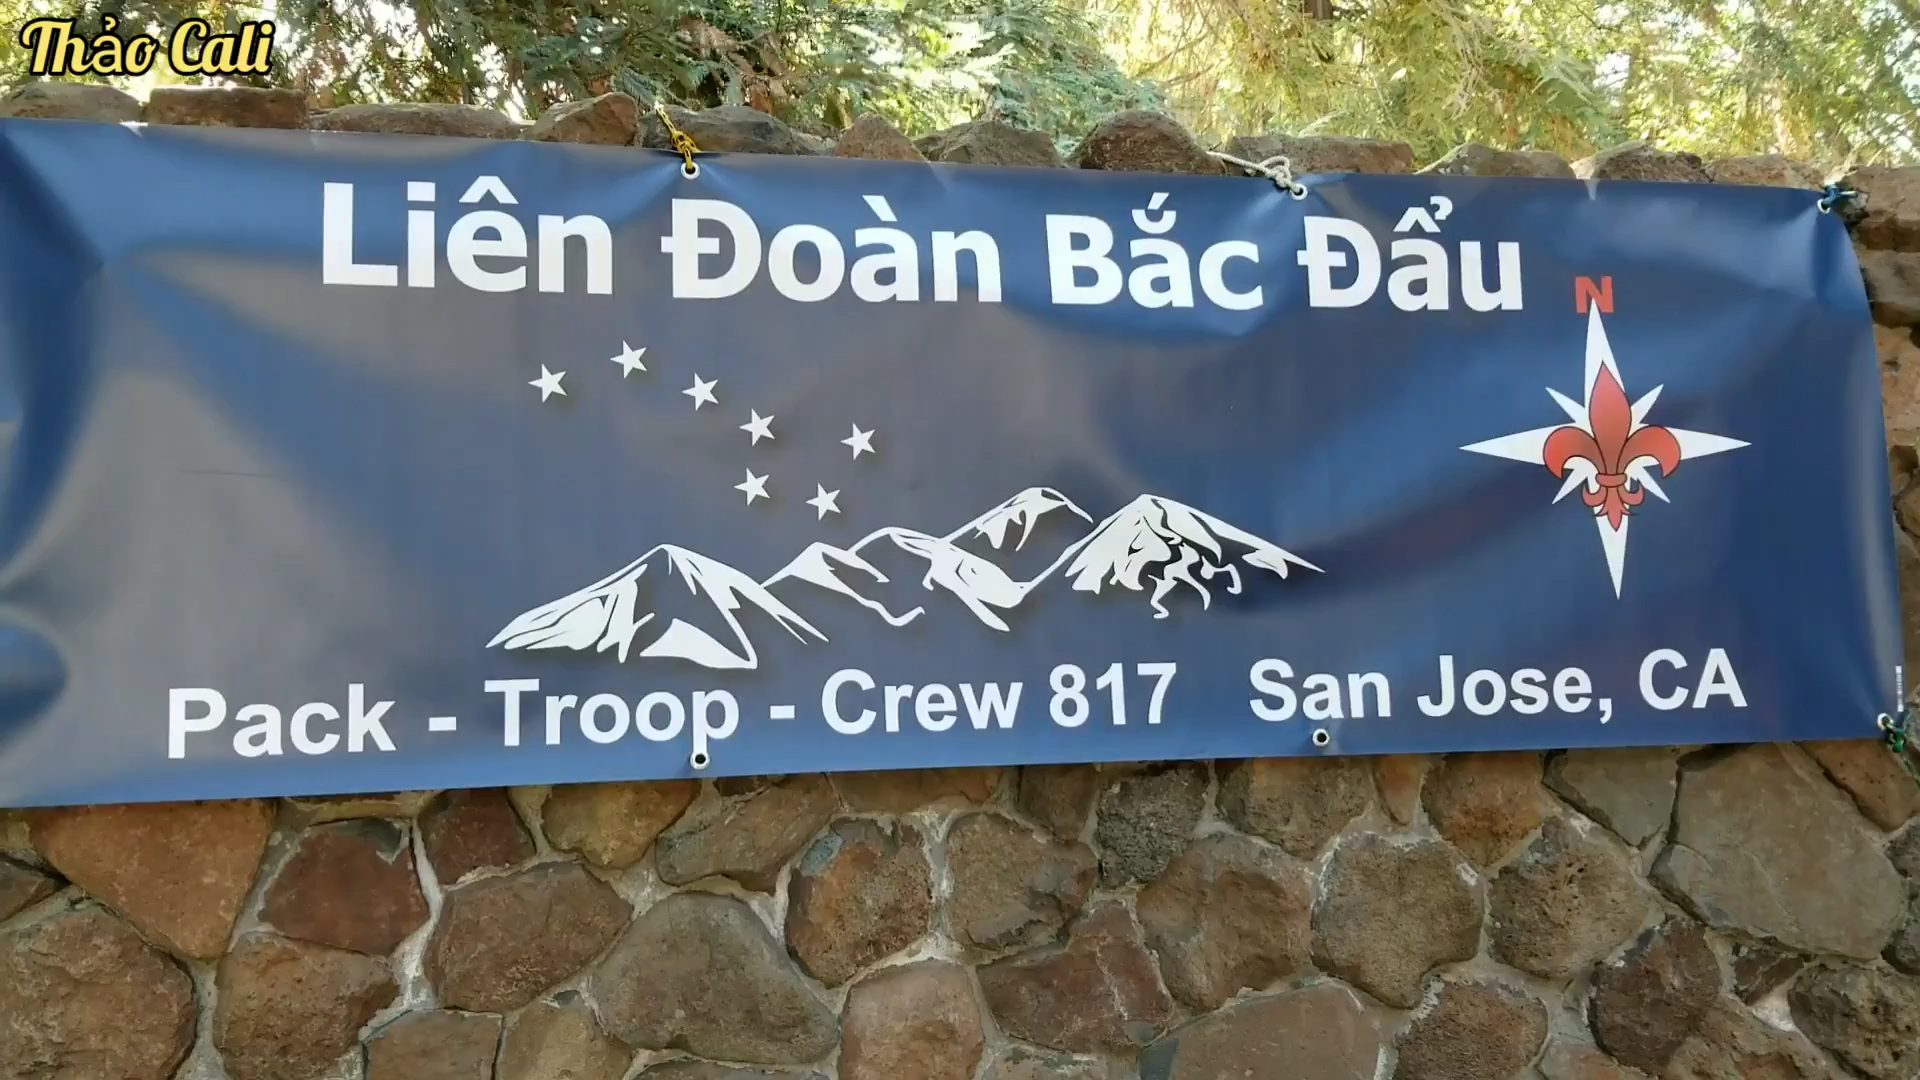 Thảo Cali
Liên Đoàn Bắc Đẩu
N
Pack - Troop - Crew 817 San Jose, CA